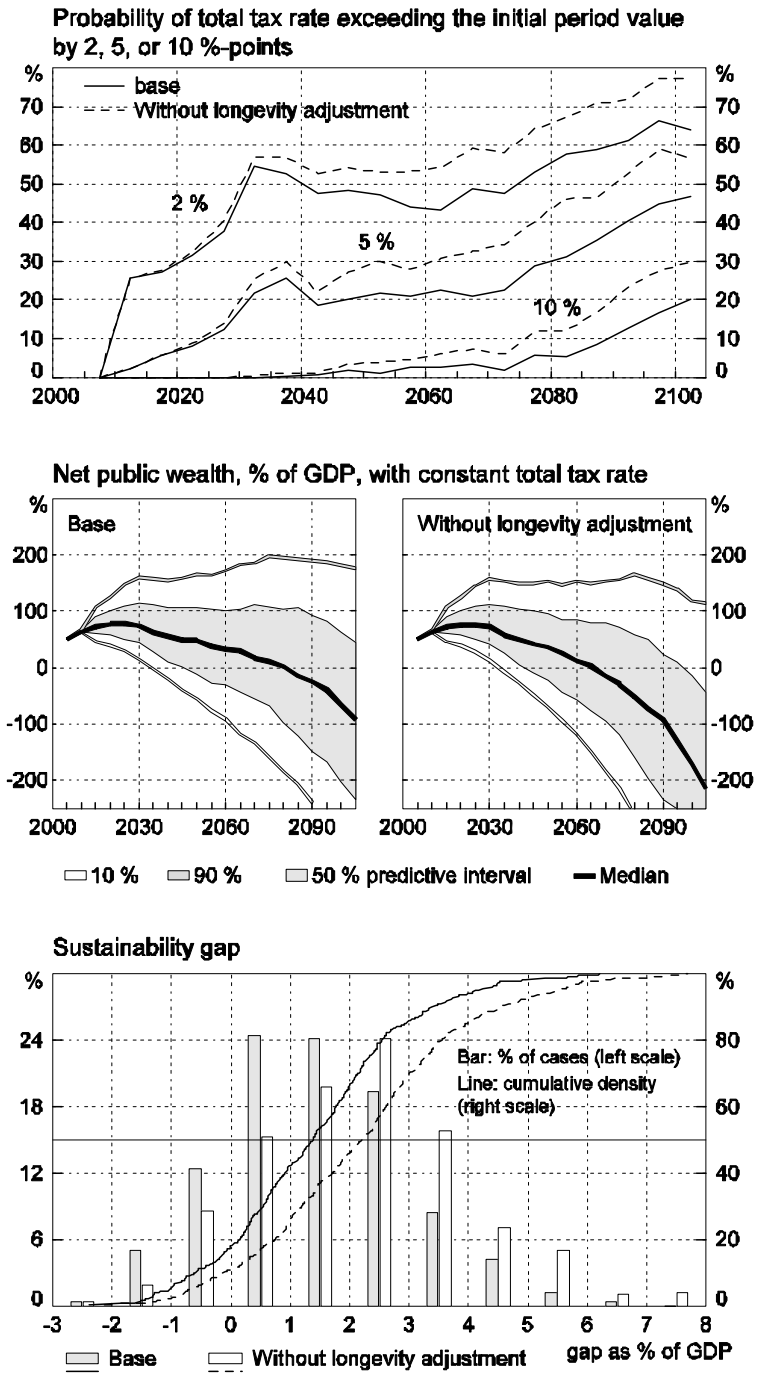 Probability of total tax rate exceeding the initial period value
by 2, 5, or 10 %-points
% %
base
Without longevity adjustment
70 70
60 60
50 50
2 %
40 40
5 %
30 30
20 20
10 %
10 10
0 0
2000 2020 2040 2060 2080 2100
Net public wealth, % of GDP, with constant total tax rate
% %
Base Without longevity adjustment
200 200
100 100
0 0
-100 -100
-200 -200
2000 2030 2060 2090 2000 2030 2060 2090
10 % 90 % 50 % predictive interval Median
Sustainability gap
% %
24 80
Bar: % of cases (left scale)
Line: cumulative density
(right scale)
18 60
12 40
6 20
0 0
-3 -2 -1 0 1 2 3 4 5 6 7 8
gap as % of GDP
Base Without longevity adjustment